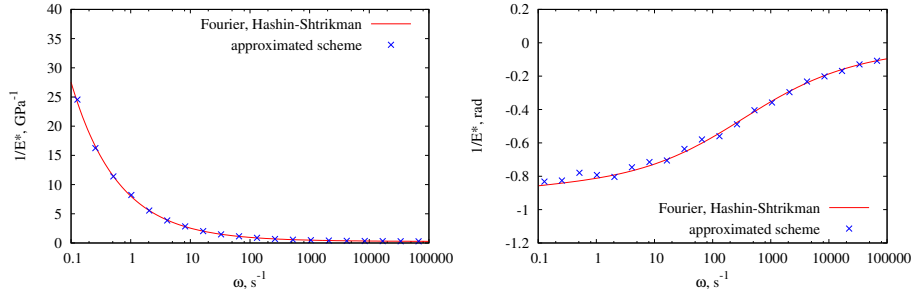 1/E*, GPa⁻¹
40
35
30
25
20
15
10
5
0
Fourier, Hashin-Shtrikman
approximated scheme
0.1 1 10 100 1000 10000 100000
ω, s⁻¹
1/E*, rad
0.2
0
-0.2
-0.4
-0.6
-0.8
-1
-1.2
Fourier, Hashin-Shtrikman
approximated scheme
0.1 1 10 100 1000 10000 100000
ω, s⁻¹